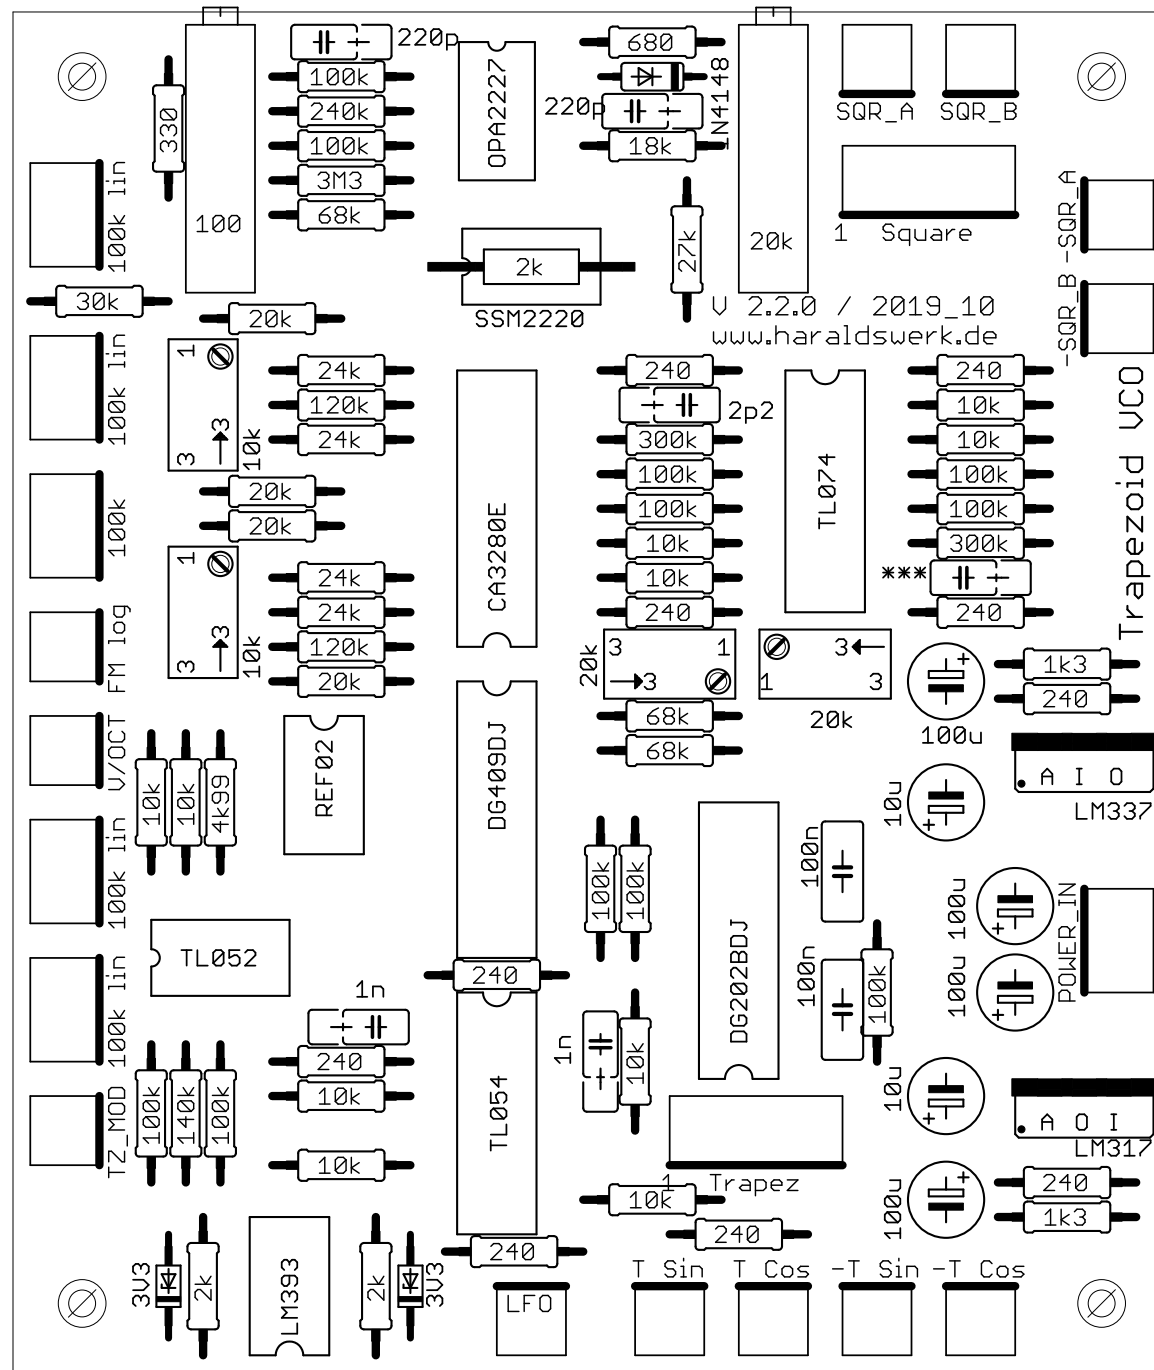 220p
100k
240k
100k
3M3
68k
330
100
OPA2227
680
1N4148
220p
18k
20k
27k
SQR_A
SQR_B
1 Square
-SQR_A
-SQR_B
100k lin
30k
20k
2k
SSM2220
V 2.2.0 / 2019_10
www.haraldswerk.de
Trapezoid VCO
100k lin
1
3
3
10k
24k
120k
24k
20k
20k
100k
1
3
3
10k
24k
24k
120k
20k
CA3280E
240
2p2
300k
100k
100k
10k
10k
240
TL074
240
10k
10k
100k
100k
300k
***
240
FM log
V/OCT
20k
3
1
3
3
1
3
20k
68k
68k
100u
1k3
240
A I O
LM337
10u
10k
10k
4k99
REF02
DG409DJ
100k lin
100k
100k
DG202BDJ
100n
100n
100k
100u
100u
POWER_IN
TL052
240
1n
100k lin
240
10k
10k
TL054
1n
10k
10u
A O I
LM317
TZ_MOD
100k
140k
100k
1 Trapez
10k
240
240
100u
240
1k3
3V3
2k
LM393
2k
3V3
LFO
T Sin
T Cos
-T Sin
-T Cos